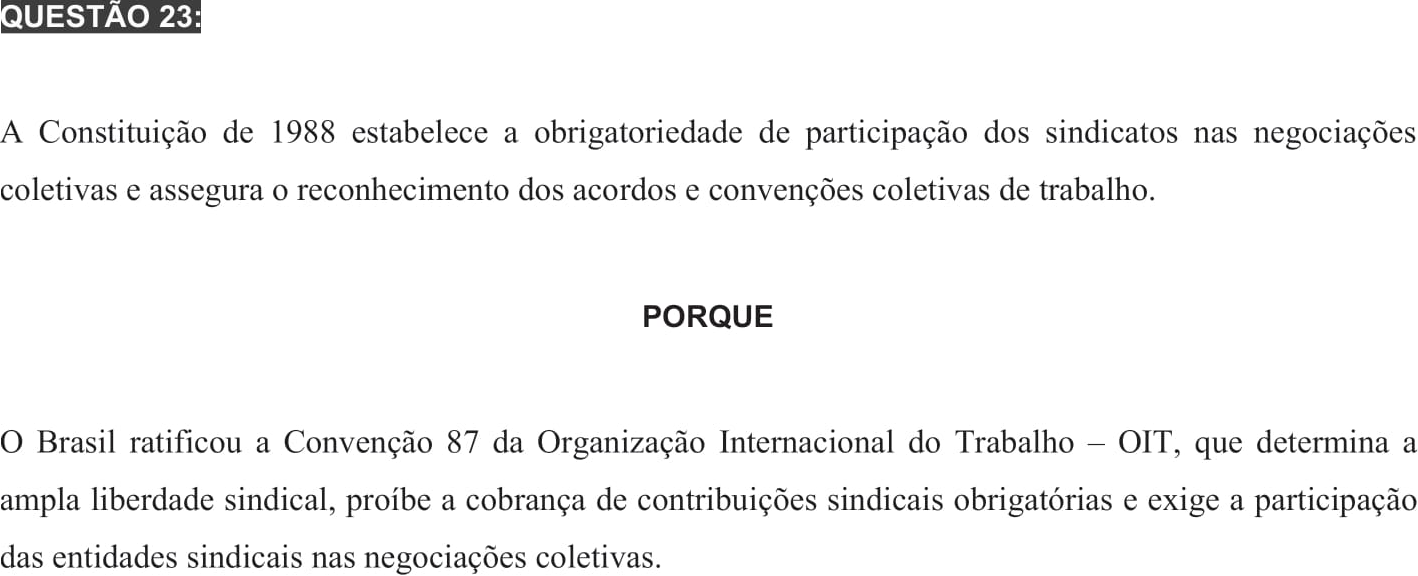 QUESTÃO 23:
A Constituição de 1988 estabelece a obrigatoriedade de participação dos sindicatos nas negociações
coletivas e assegura o reconhecimento dos acordos e convenções coletivas de trabalho.
PORQUE
O Brasil ratificou a Convenção 87 da Organização Internacional do Trabalho – OIT, que determina a
ampla liberdade sindical, proíbe a cobrança de contribuições sindicais obrigatórias e exige a participação
das entidades sindicais nas negociações coletivas.